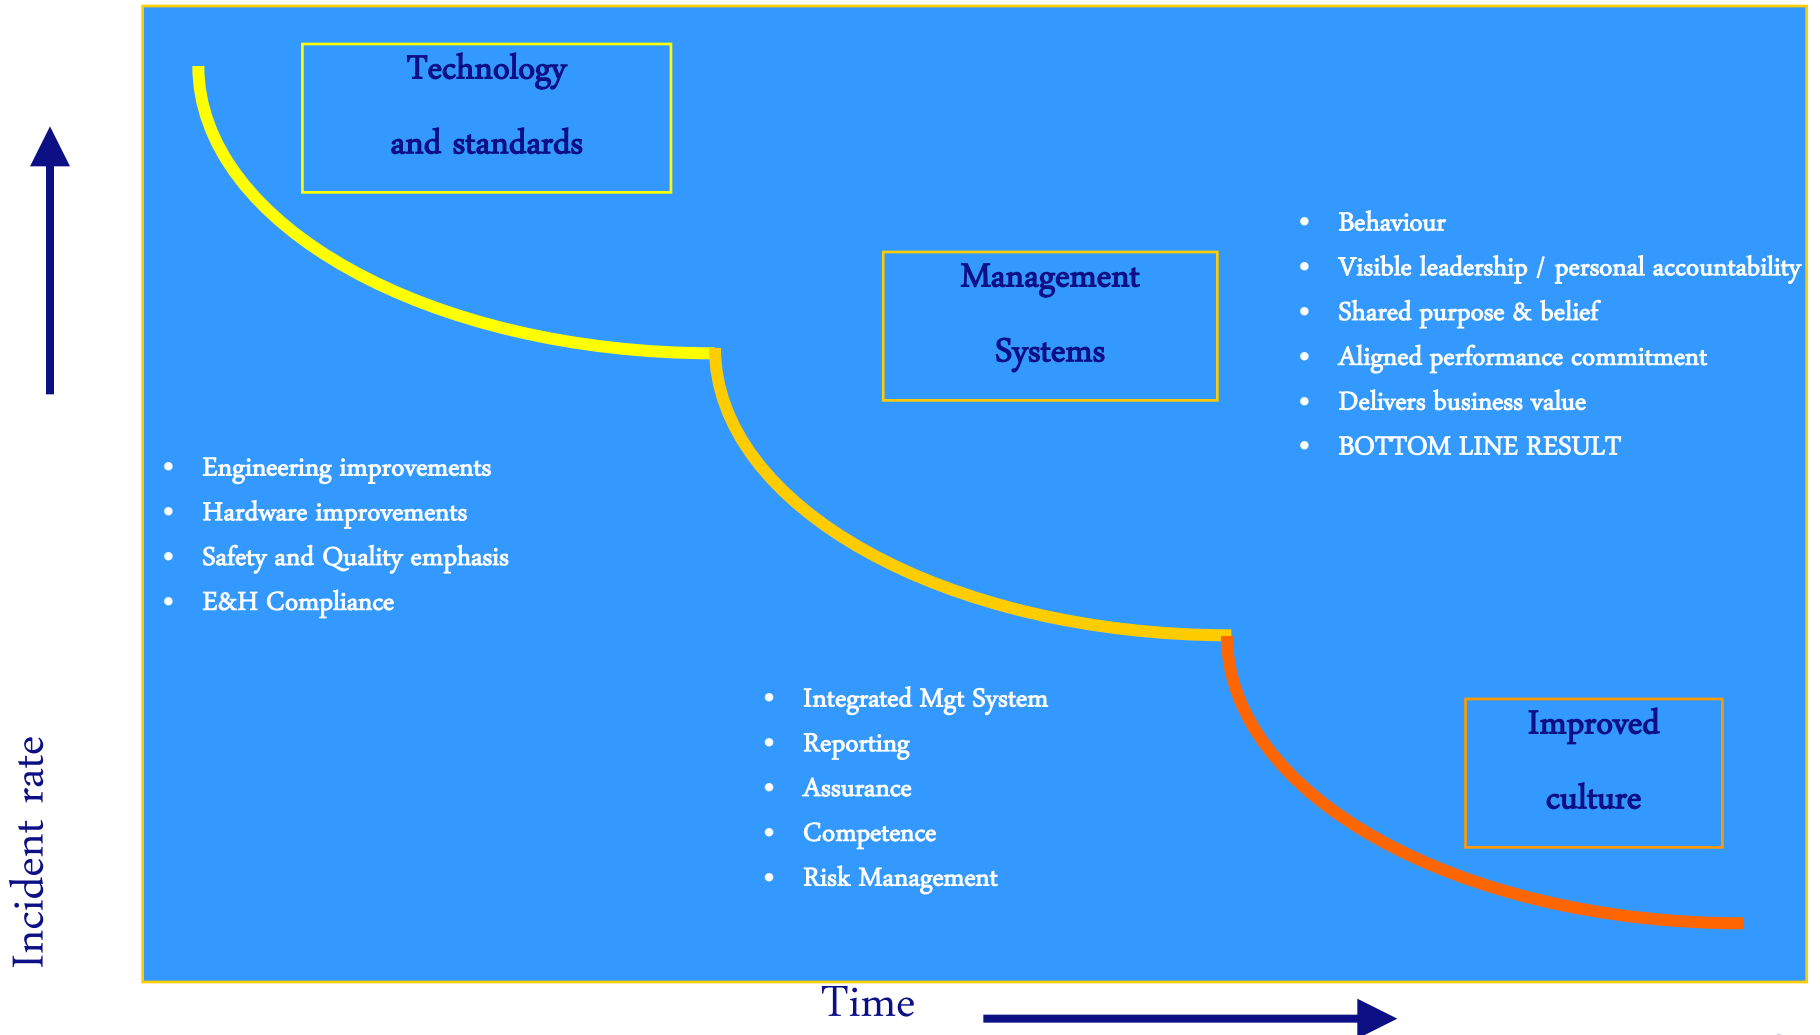 Technology
and standards
Management
Systems
• Behaviour
• Visible leadership / personal accountability
• Shared purpose & belief
• Aligned performance commitment
• Delivers business value
• BOTTOM LINE RESULT
• Engineering improvements
• Hardware improvements
• Safety and Quality emphasis
• E&H Compliance
• Integrated Mgt System
• Reporting
• Assurance
• Competence
• Risk Management
Improved
culture
Incident rate
Time